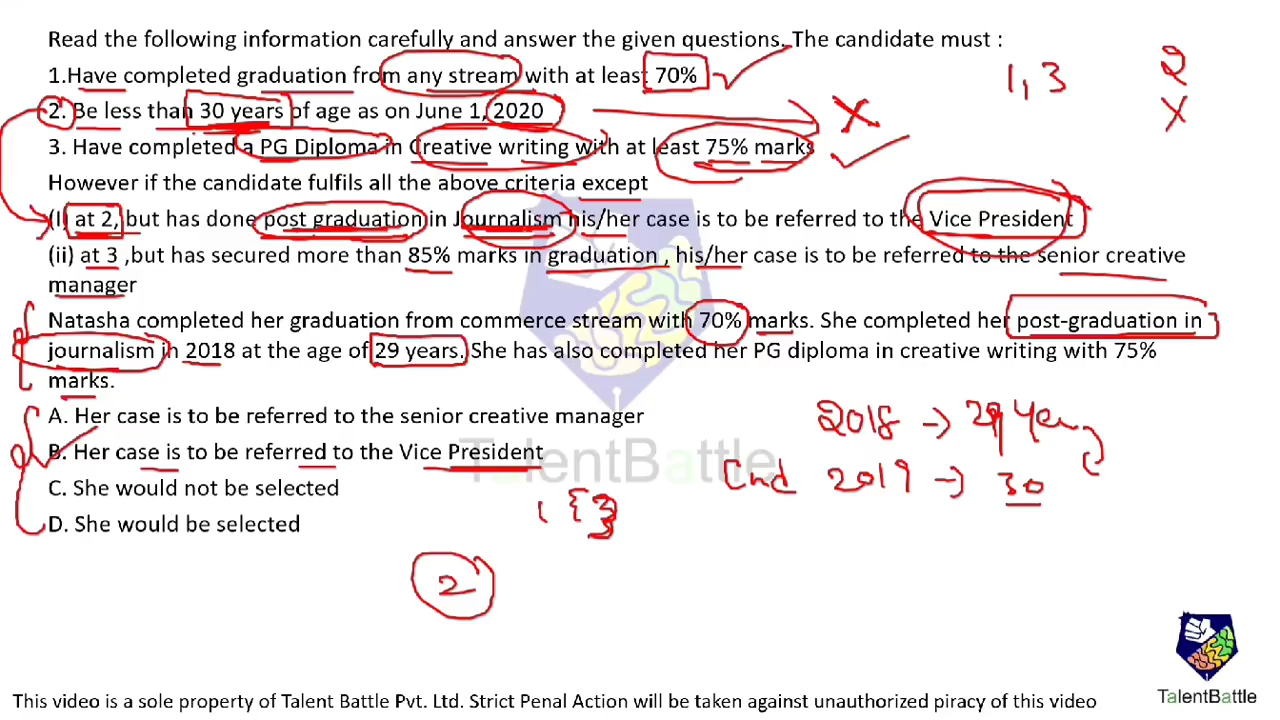 Read the following information carefully and answer the given questions. The candidate must :
1.Have completed graduation from any stream with at least 70%
1, 3
2
X
2. Be less than 30 years of age as on June 1, 2020
X
3. Have completed a PG Diploma in Creative writing with at least 75% marks
However if the candidate fulfils all the above criteria except
(I) at 2, but has done post graduation in Journalism his/her case is to be referred to the Vice President
(ii) at 3 ,but has secured more than 85% marks in graduation , his/her case is to be referred to the senior creative
manager
Natasha completed her graduation from commerce stream with 70% marks. She completed her post-graduation in
journalism in 2018 at the age of 29 years. She has also completed her PG diploma in creative writing with 75%
marks.
A. Her case is to be referred to the senior creative manager
2018 → 29 Years
B. Her case is to be referred to the Vice President
TalentBattle
End 2019 → 30
C. She would not be selected
D. She would be selected
2
TalentBattle
This video is a sole property of Talent Battle Pvt. Ltd. Strict Penal Action will be taken against unauthorized piracy of this video